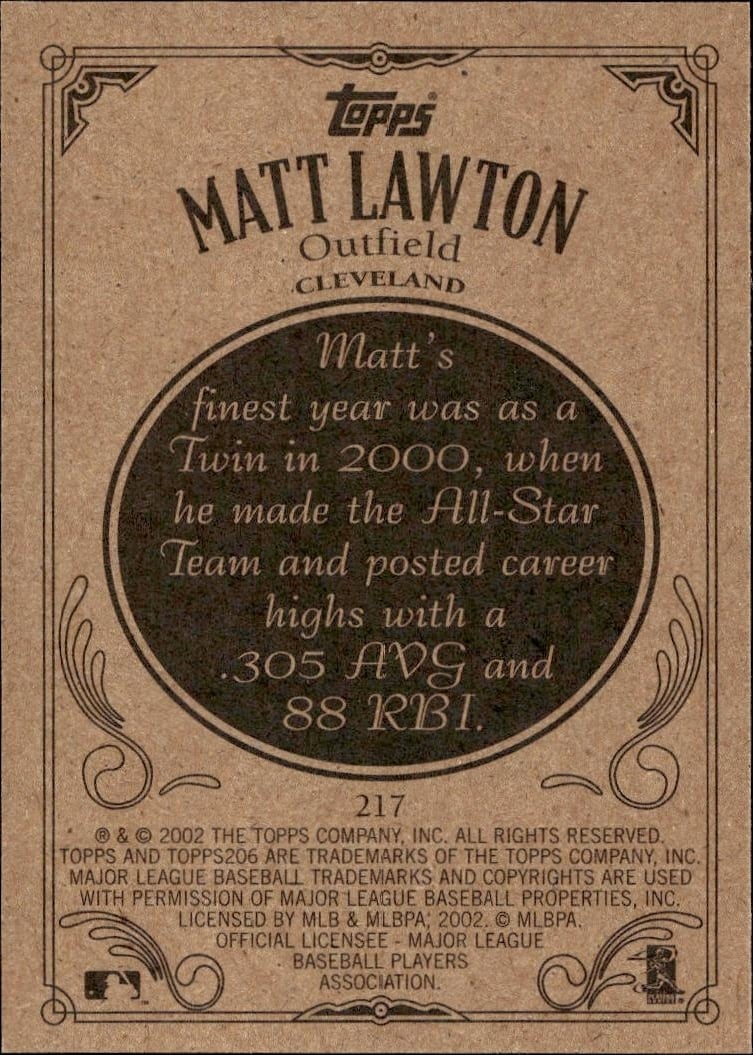 Topps®
MATT LAWTON
Outfield
CLEVELAND
Matt's
finest year was as a
Twin in 2000, when
he made the All-Star
Team and posted career
highs with a
.305 AVG and
88 RBI.
217
® & © 2002 THE TOPPS COMPANY, INC. ALL RIGHTS RESERVED.
TOPPS AND TOPPS206 ARE TRADEMARKS OF THE TOPPS COMPANY, INC.
MAJOR LEAGUE BASEBALL TRADEMARKS AND COPYRIGHTS ARE USED
WITH PERMISSION OF MAJOR LEAGUE BASEBALL PROPERTIES, INC.
LICENSED BY MLB & MLBPA, 2002. © MLBPA.
OFFICIAL LICENSEE - MAJOR LEAGUE
BASEBALL PLAYERS
ASSOCIATION.